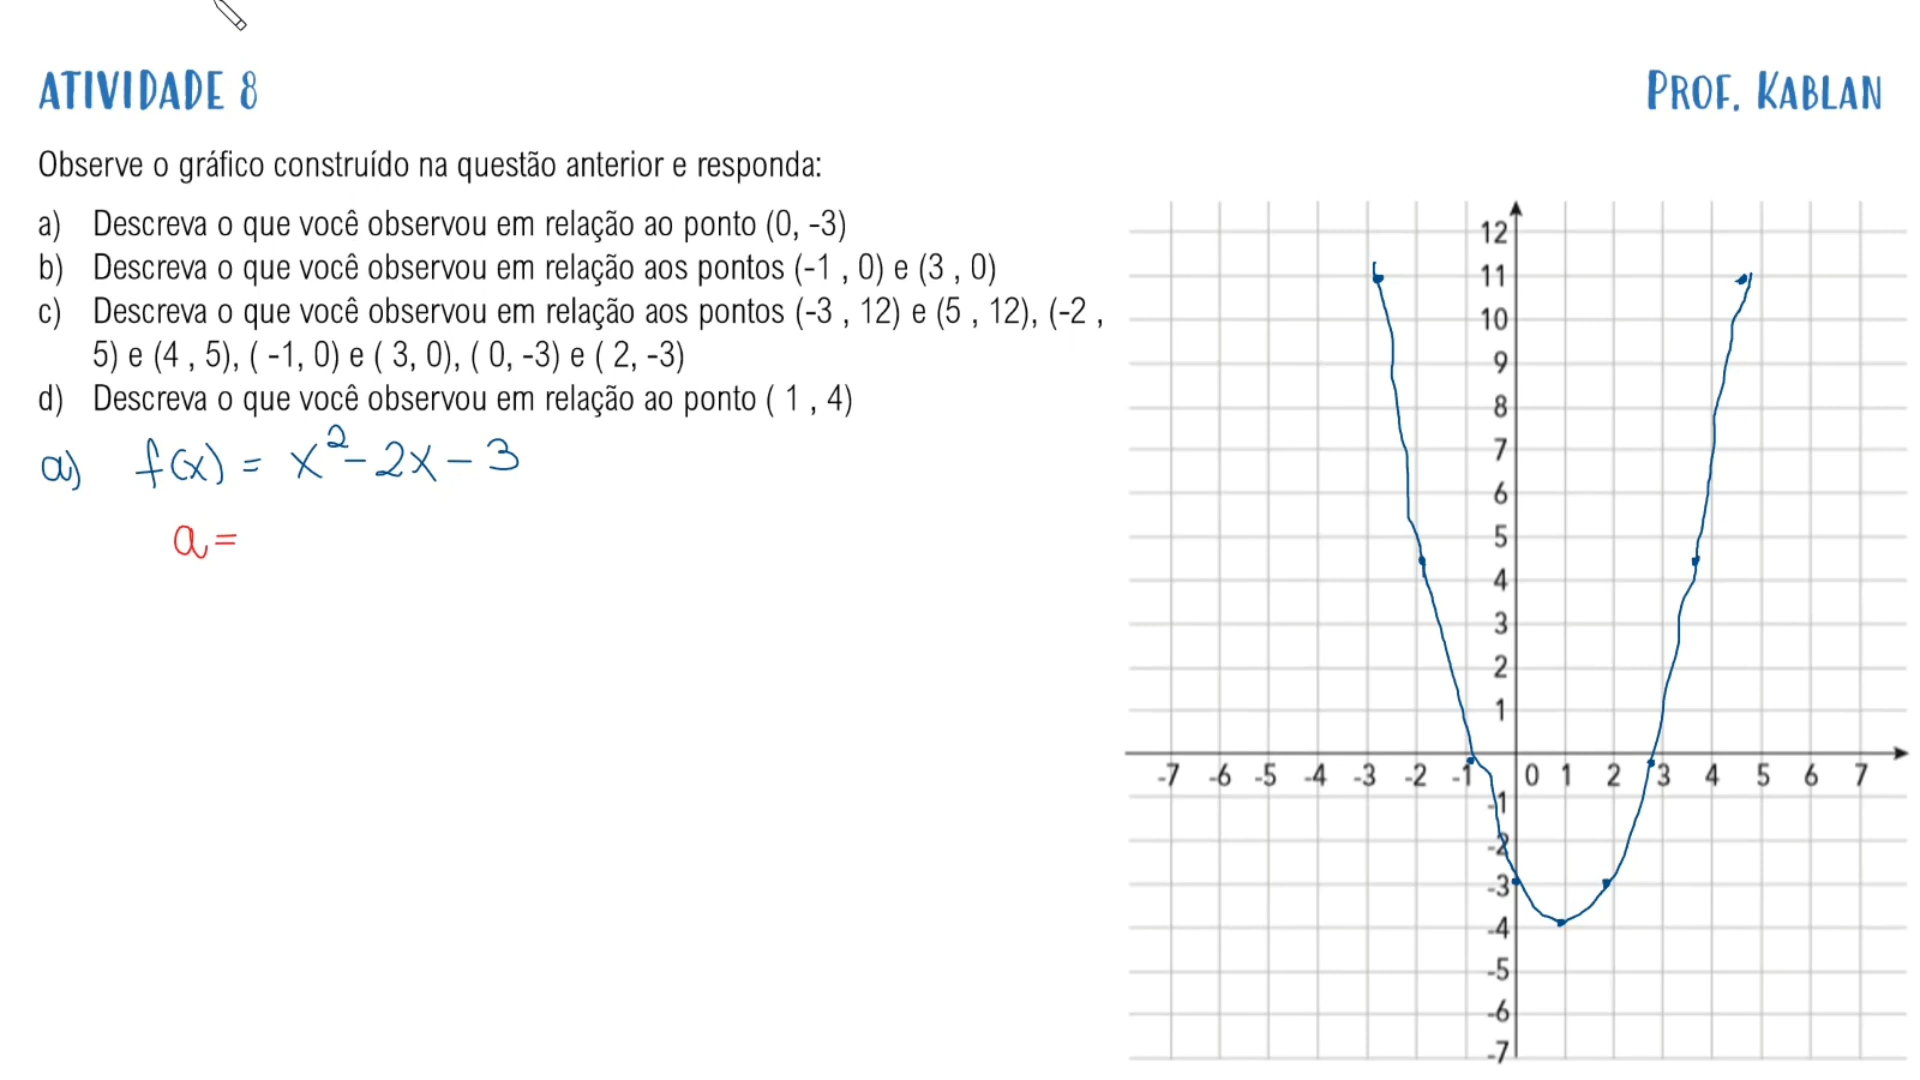 ATIVIDADE 8
PROF. KABLAN
Observe o gráfico construído na questão anterior e responda:
a) Descreva o que você observou em relação ao ponto (0, -3)
b) Descreva o que você observou em relação aos pontos (-1 , 0) e (3 , 0)
c) Descreva o que você observou em relação aos pontos (-3 , 12) e (5 , 12), (-2 ,
5) e (4 , 5), ( -1, 0) e ( 3, 0), ( 0, -3) e ( 2, -3)
d) Descreva o que você observou em relação ao ponto ( 1 , 4)
a) f(x) = x² - 2x - 3
a =
12
11
10
9
8
7
6
5
4
3
2
1
-7 -6 -5 -4 -3 -2 -1 0 1 2 3 4 5 6 7
-1
-2
-3
-4
-5
-6
-7